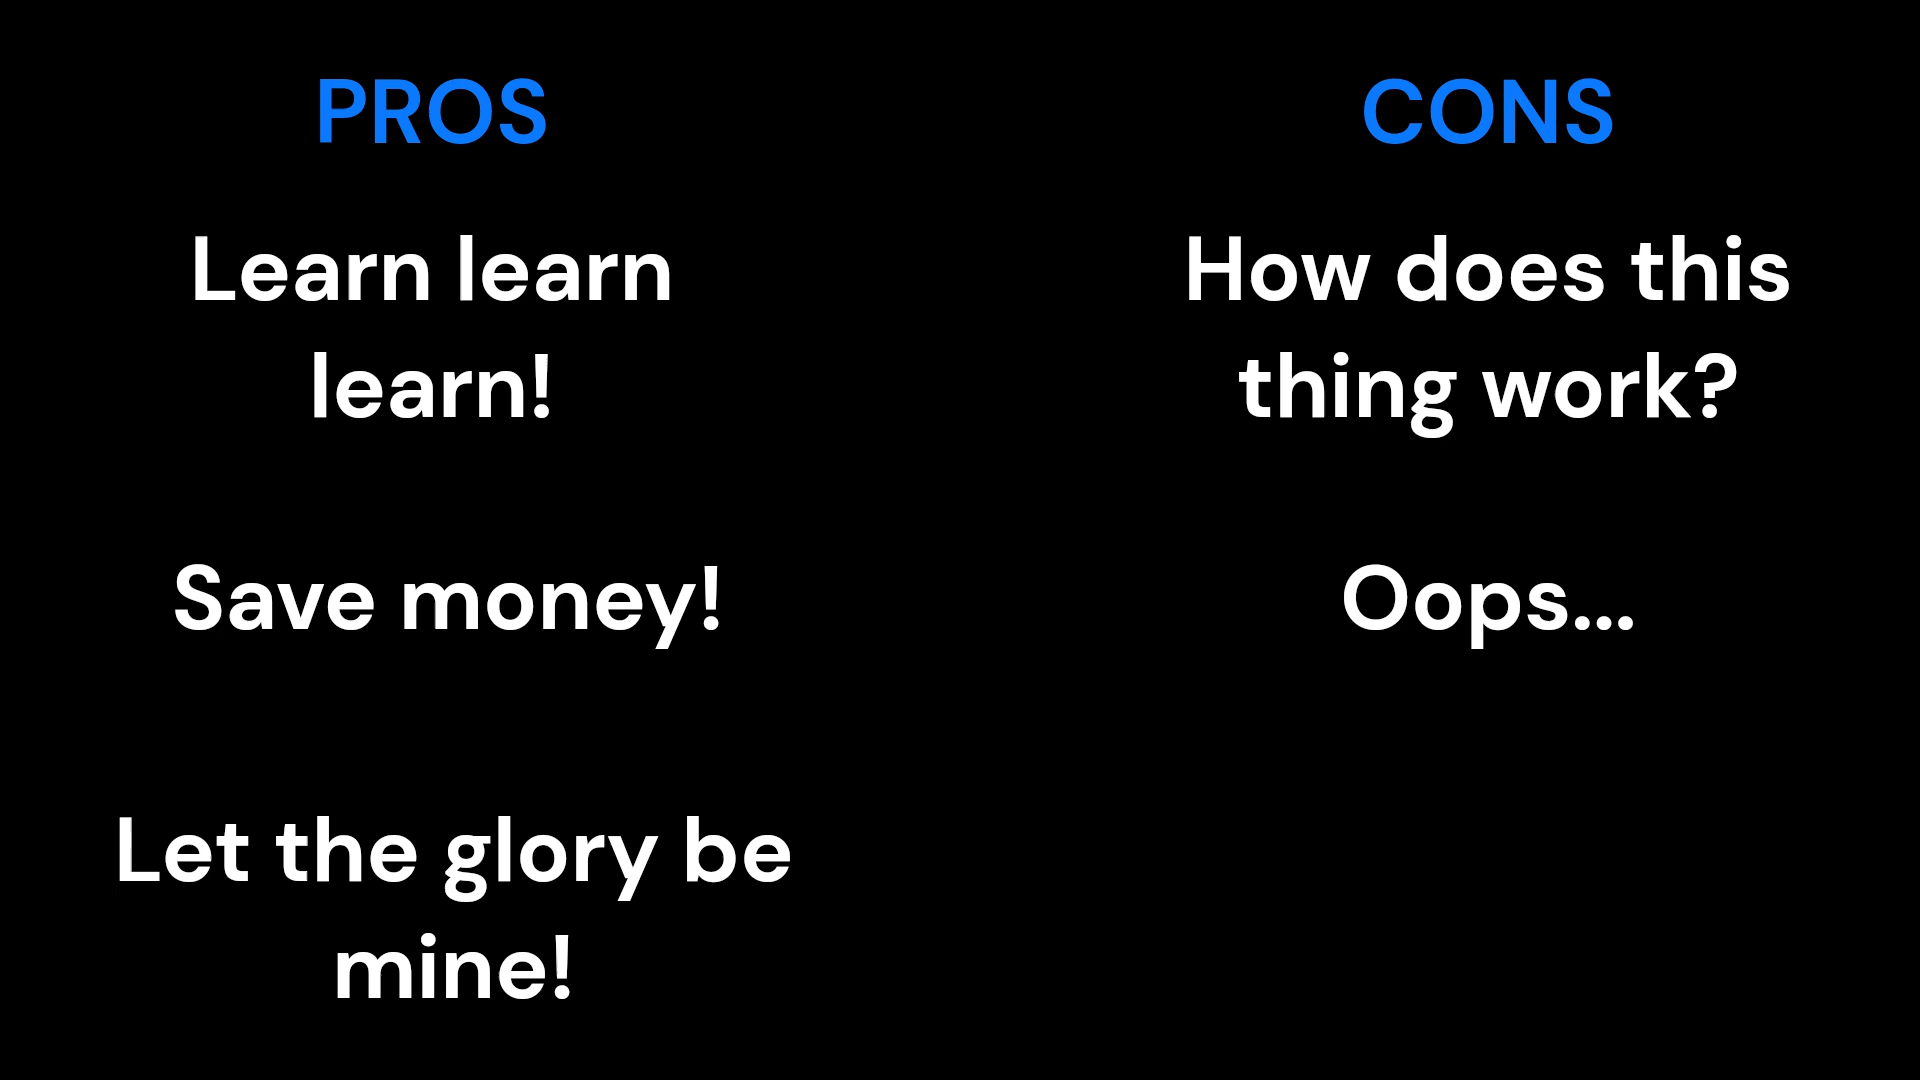 PROS
Learn learn
learn!
Save money!
Let the glory be
mine!
CONS
How does this
thing work?
Oops...